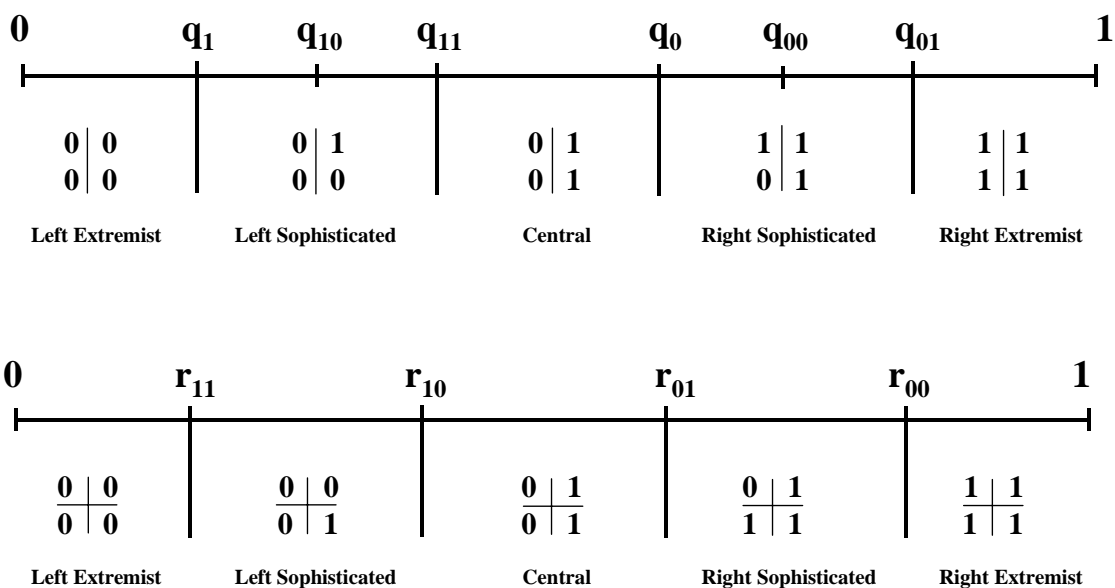 0 q₁ q₁₀ q₁₁ q₀ q₀₀ q₀₁ 1
0 0 0 1 0 1 1 1 1 1
0 0 0 0 0 1 0 1 1 1
Left Extremist Left Sophisticated Central Right Sophisticated Right Extremist
0 r₁₁ r₁₀ r₀₁ r₀₀ 1
0 0 0 0 0 1 0 1 1 1
0 0 0 1 0 1 1 1 1 1
Left Extremist Left Sophisticated Central Right Sophisticated Right Extremist